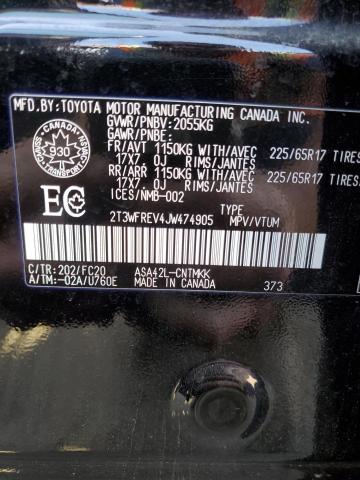 MFD.BY:TOYOTA MOTOR MANUFACTURING CANADA INC.
GVWR/PNBV:2055KG
GAWR/PNBE:
FR/AVT 1150KG WITH/AVEC 225/65R17 TIRES
17X7.0J RIMS/JANTES
RR/ARR 1150KG WITH/AVEC 225/65R17 TIRES
17X7.0J RIMS/JANTES
ICES/NMB-002
CANADA
930
EC
TYPE
2T3WFREV4JW474905 MPV/VTUM
C/TR:202/FC20 ASA42L-CNTMKK
A/TM:-02A/U760E MADE IN CANADA 373